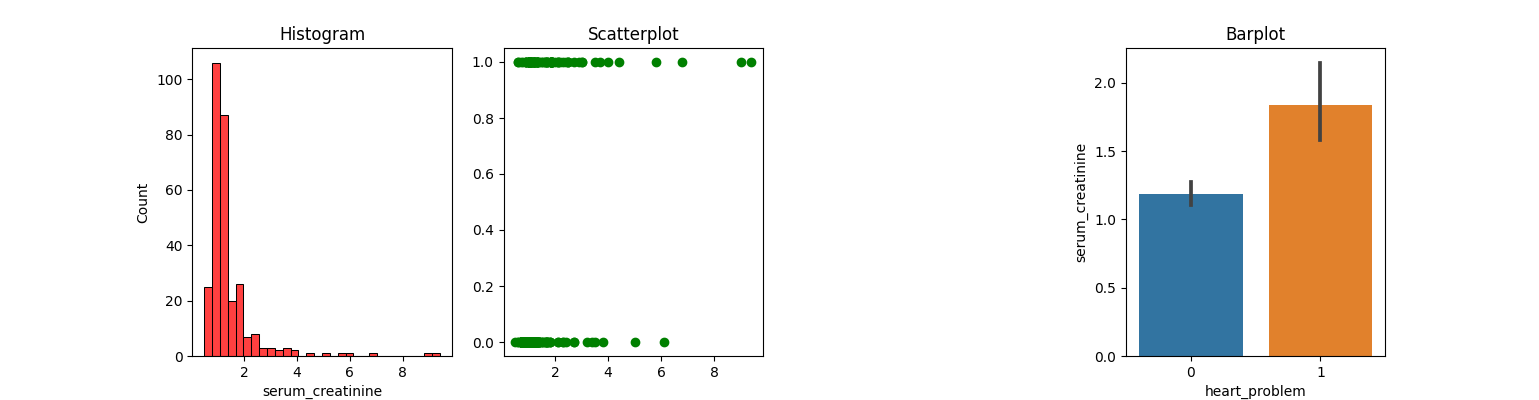 Histogram
Count
100
80
60
40
20
0
2 4 6 8
serum_creatinine
Scatterplot
1.0
0.8
0.6
0.4
0.2
0.0
2 4 6 8
Barplot
serum_creatinine
2.0
1.5
1.0
0.5
0.0
0 1
heart_problem